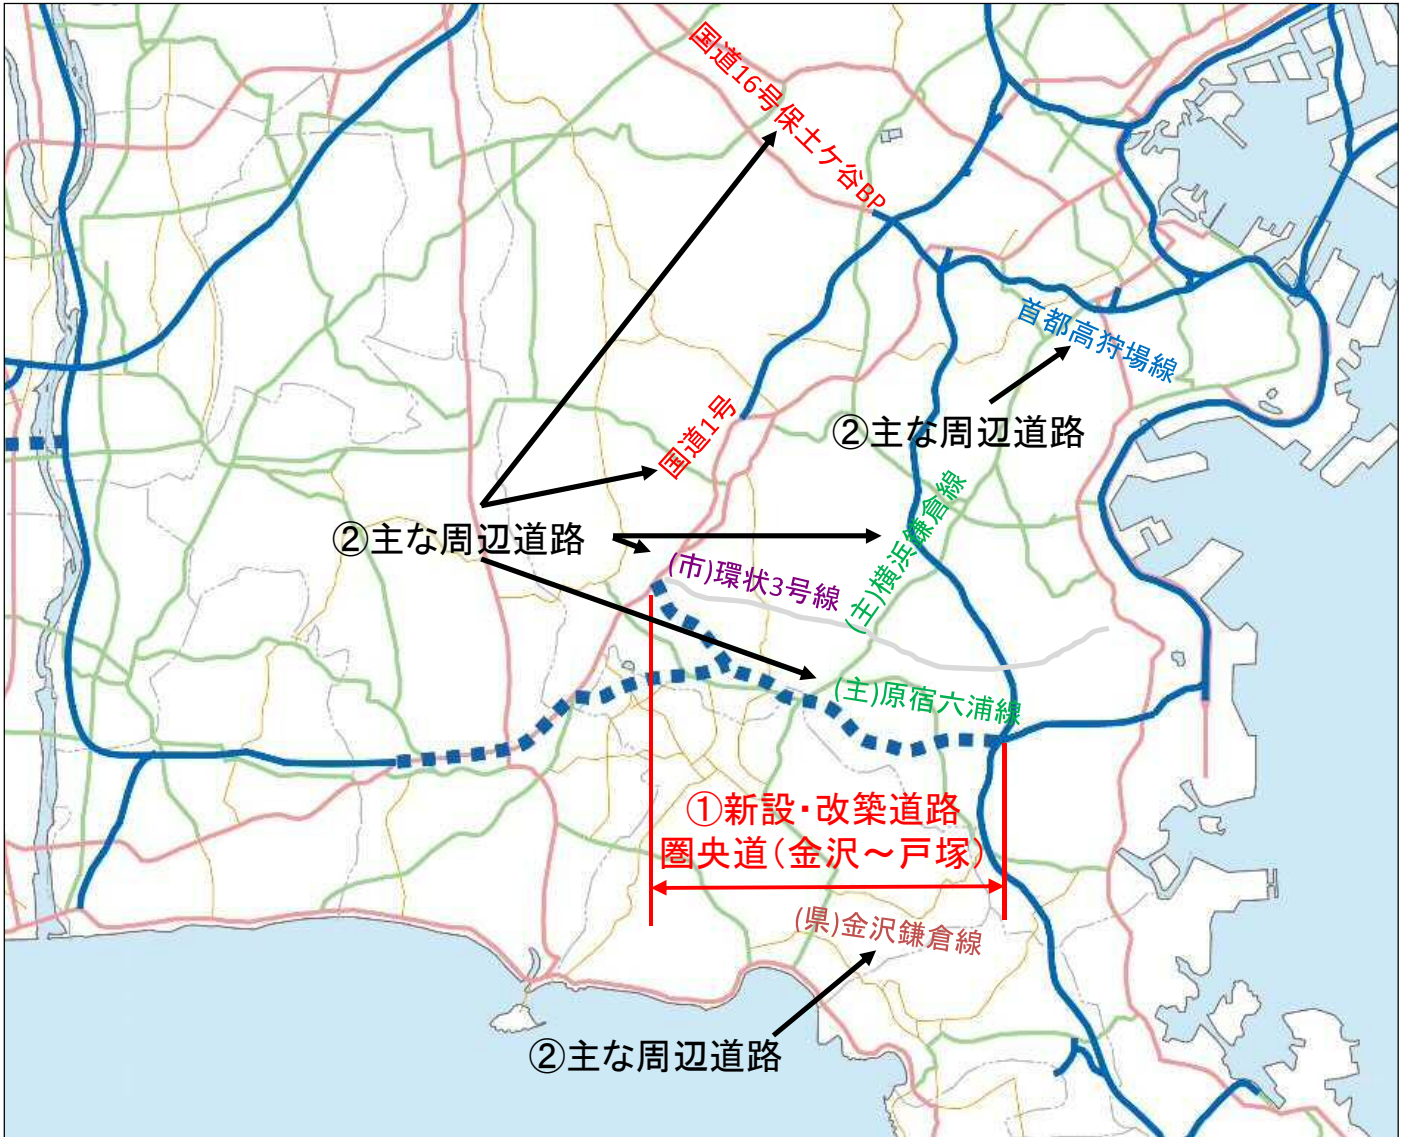 国道16号保土ケ谷BP
首都高狩場線
②主な周辺道路
国道1号
②主な周辺道路
(市)環状3号線
(主)横浜鎌倉線
(主)原宿六浦線
①新設・改築道路
圏央道(金沢～戸塚)
(県)金沢鎌倉線
②主な周辺道路